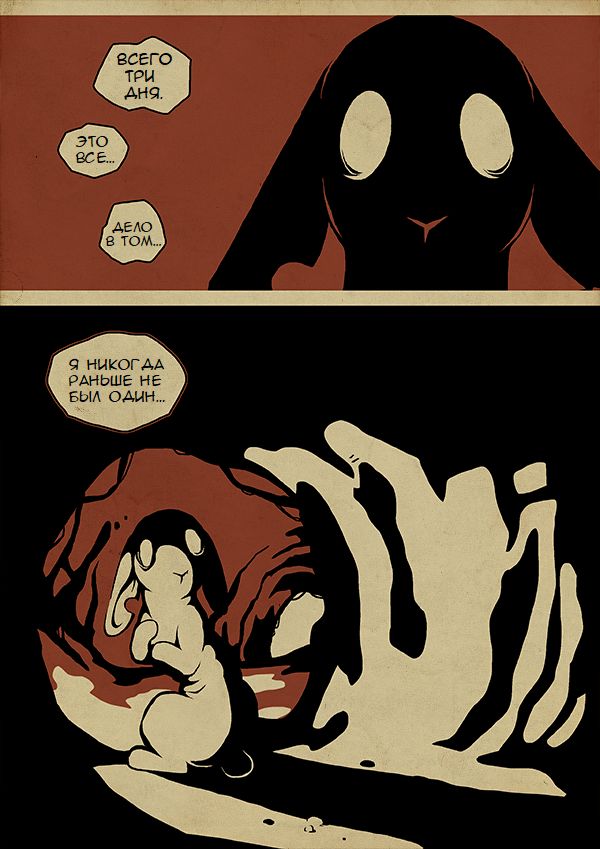 ВСЕГО
ТРИ
ДНЯ.
ЭТО
ВСЕ...
ДЕЛО
В ТОМ...
Я НИКОГДА
РАНЬШЕ НЕ
БЫЛ ОДИН...